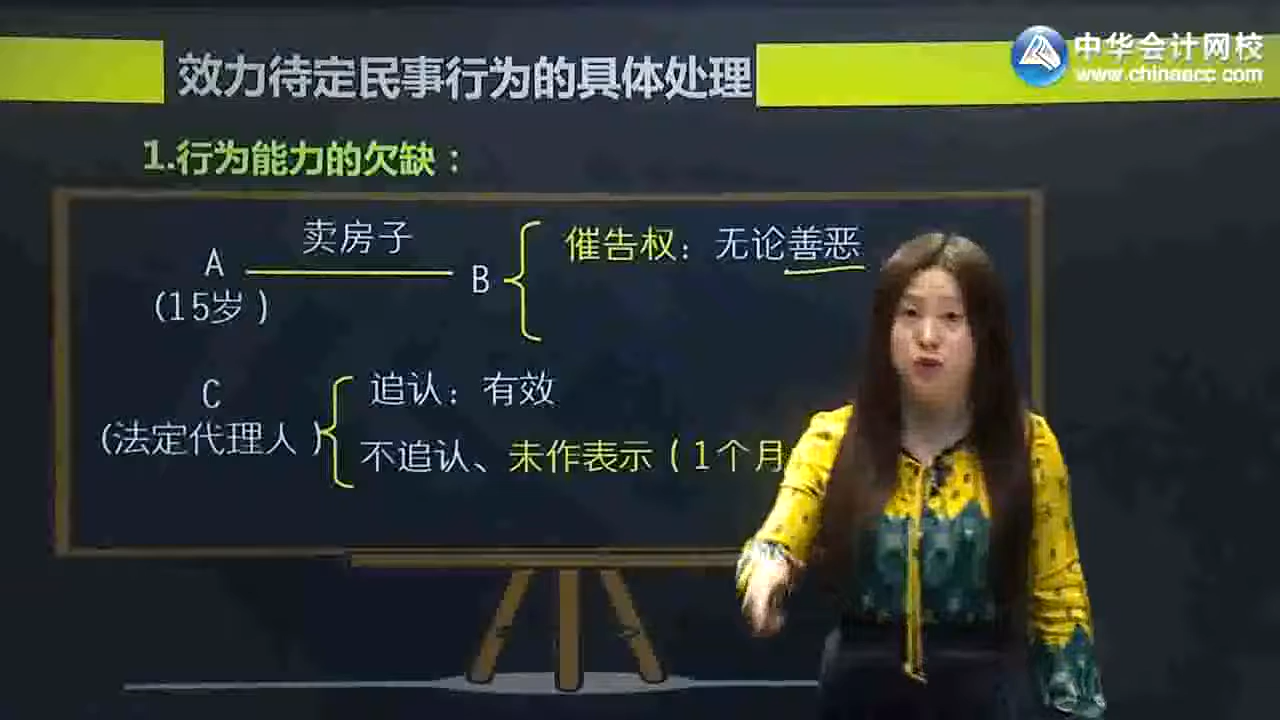 中华会计网校
www.chinaacc.com
效力待定民事行为的具体处理
1.行为能力的欠缺：
卖房子
A
B
(15岁)
催告权：无论善恶
C
(法定代理人)
追认：有效
不追认、未作表示（1个月